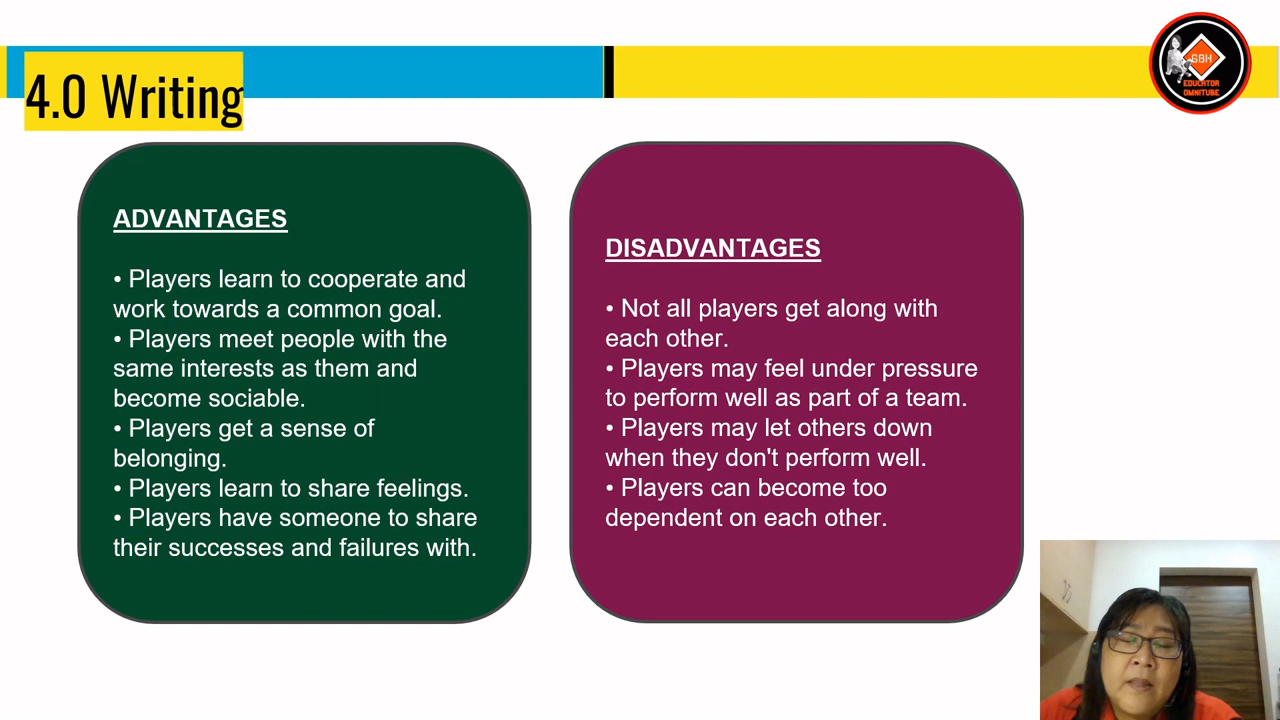 4.0 Writing
GBH
EDUCATOR
OMNITUBE
ADVANTAGES
• Players learn to cooperate and
work towards a common goal.
• Players meet people with the
same interests as them and
become sociable.
• Players get a sense of
belonging.
• Players learn to share feelings.
• Players have someone to share
their successes and failures with.
DISADVANTAGES
• Not all players get along with
each other.
• Players may feel under pressure
to perform well as part of a team.
• Players may let others down
when they don't perform well.
• Players can become too
dependent on each other.